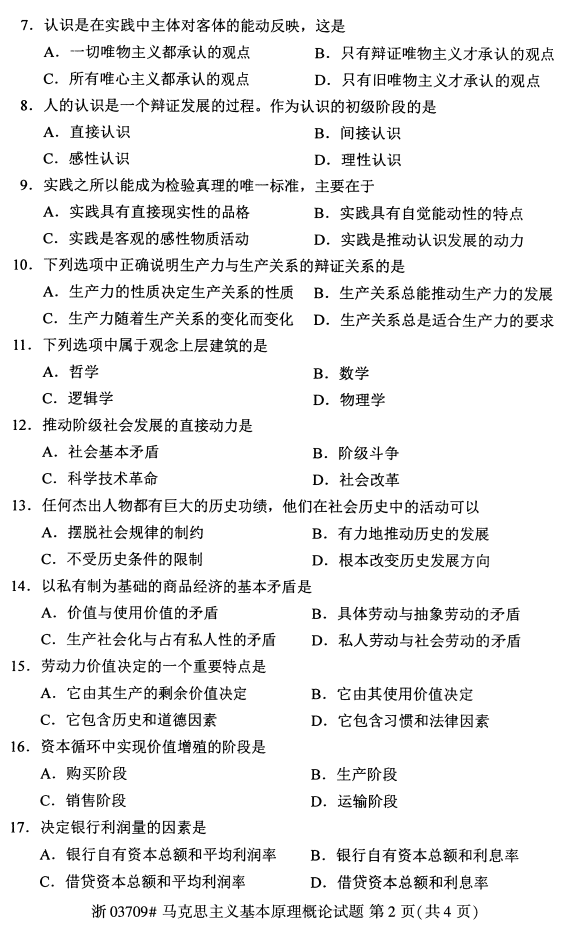 7．认识是在实践中主体对客体的能动反映，这是
A．一切唯物主义都承认的观点 B．只有辩证唯物主义才承认的观点
C．所有唯心主义都承认的观点 D．只有旧唯物主义才承认的观点
8．人的认识是一个辩证发展的过程。作为认识的初级阶段的是
A．直接认识 B．间接认识
C．感性认识 D．理性认识
9．实践之所以能成为检验真理的唯一标准，主要在于
A．实践具有直接现实性的品格 B．实践具有自觉能动性的特点
C．实践是客观的感性物质活动 D．实践是推动认识发展的动力
10．下列选项中正确说明生产力与生产关系的辩证关系的是
A．生产力的性质决定生产关系的性质 B．生产关系总能推动生产力的发展
C．生产力随着生产关系的变化而变化 D．生产关系总是适合生产力的要求
11．下列选项中属于观念上层建筑的是
A．哲学 B．数学
C．逻辑学 D．物理学
12．推动阶级社会发展的直接动力是
A．社会基本矛盾 B．阶级斗争
C．科学技术革命 D．社会改革
13．任何杰出人物都有巨大的历史功绩，他们在社会历史中的活动可以
A．摆脱社会规律的制约 B．有力地推动历史的发展
C．不受历史条件的限制 D．根本改变历史发展方向
14．以私有制为基础的商品经济的基本矛盾是
A．价值与使用价值的矛盾 B．具体劳动与抽象劳动的矛盾
C．生产社会化与占有私人性的矛盾 D．私人劳动与社会劳动的矛盾
15．劳动力价值决定的一个重要特点是
A．它由其生产的剩余价值决定 B．它由其使用价值决定
C．它包含历史和道德因素 D．它包含习惯和法律因素
16．资本循环中实现价值增殖的阶段是
A．购买阶段 B．生产阶段
C．销售阶段 D．运输阶段
17．决定银行利润量的因素是
A．银行自有资本总额和平均利润率 B．银行自有资本总额和利息率
C．借贷资本总额和平均利润率 D．借贷资本总额和利息率
浙 03709# 马克思主义基本原理概论试题 第 2 页(共 4 页)